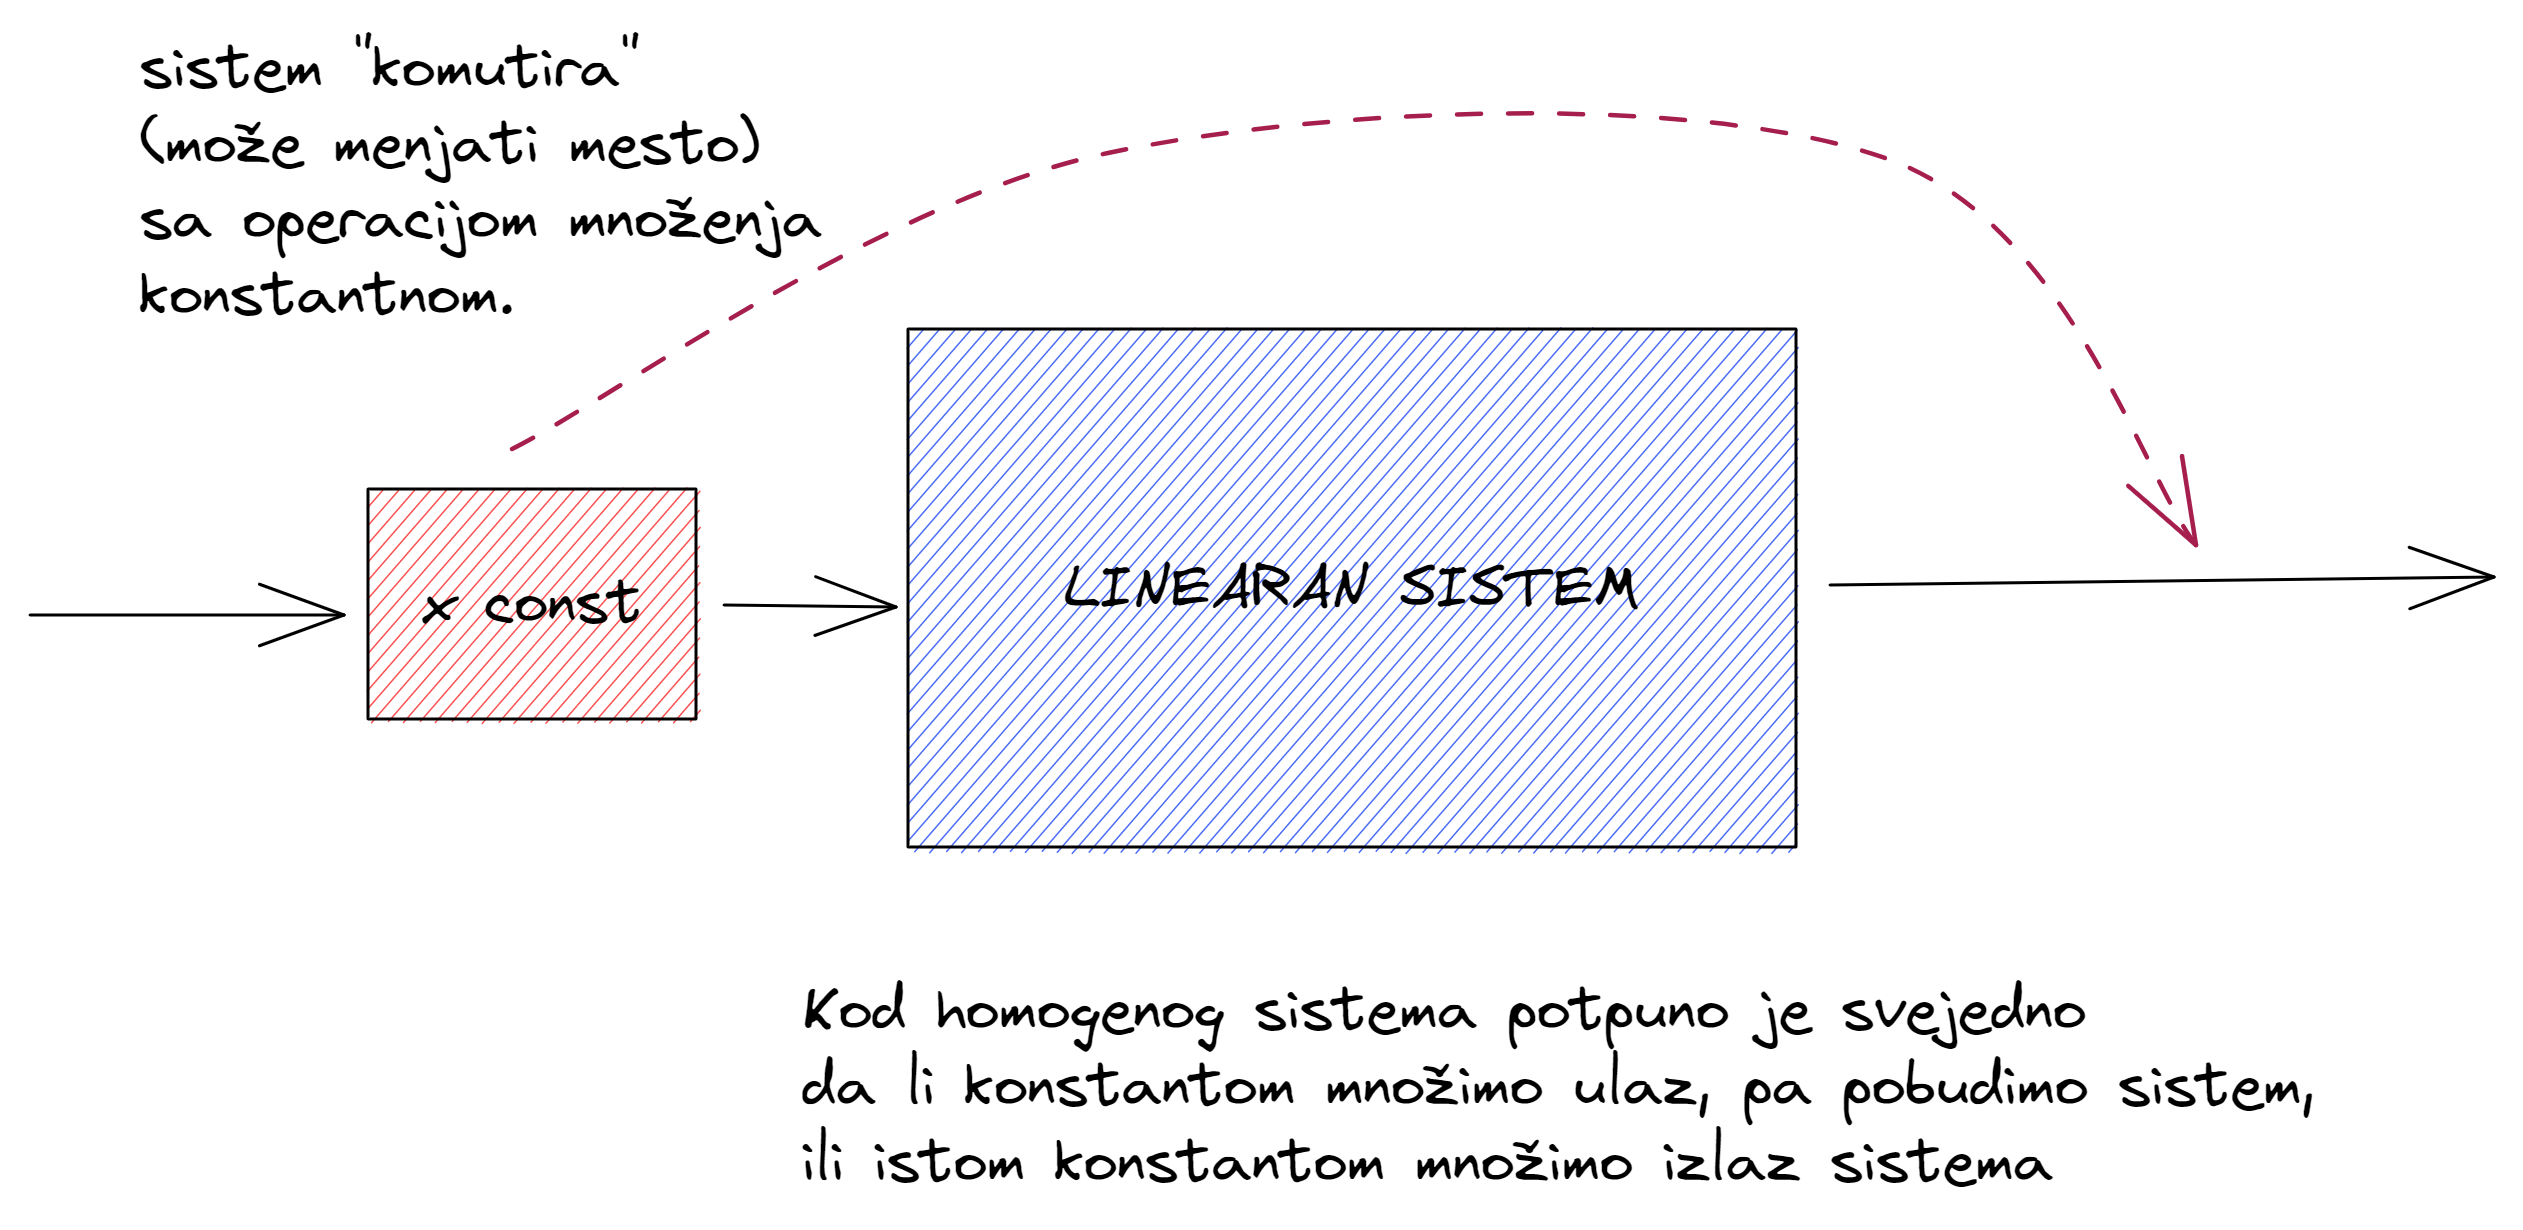 sistem "komutira"
(može menjati mesto)
sa operacijom množenja
konstantnom.
x const
LINEARAN SISTEM
Kod homogenog sistema potpuno je svejedno
da li konstantom množimo ulaz, pa pobudimo sistem,
ili istom konstantom množimo izlaz sistema